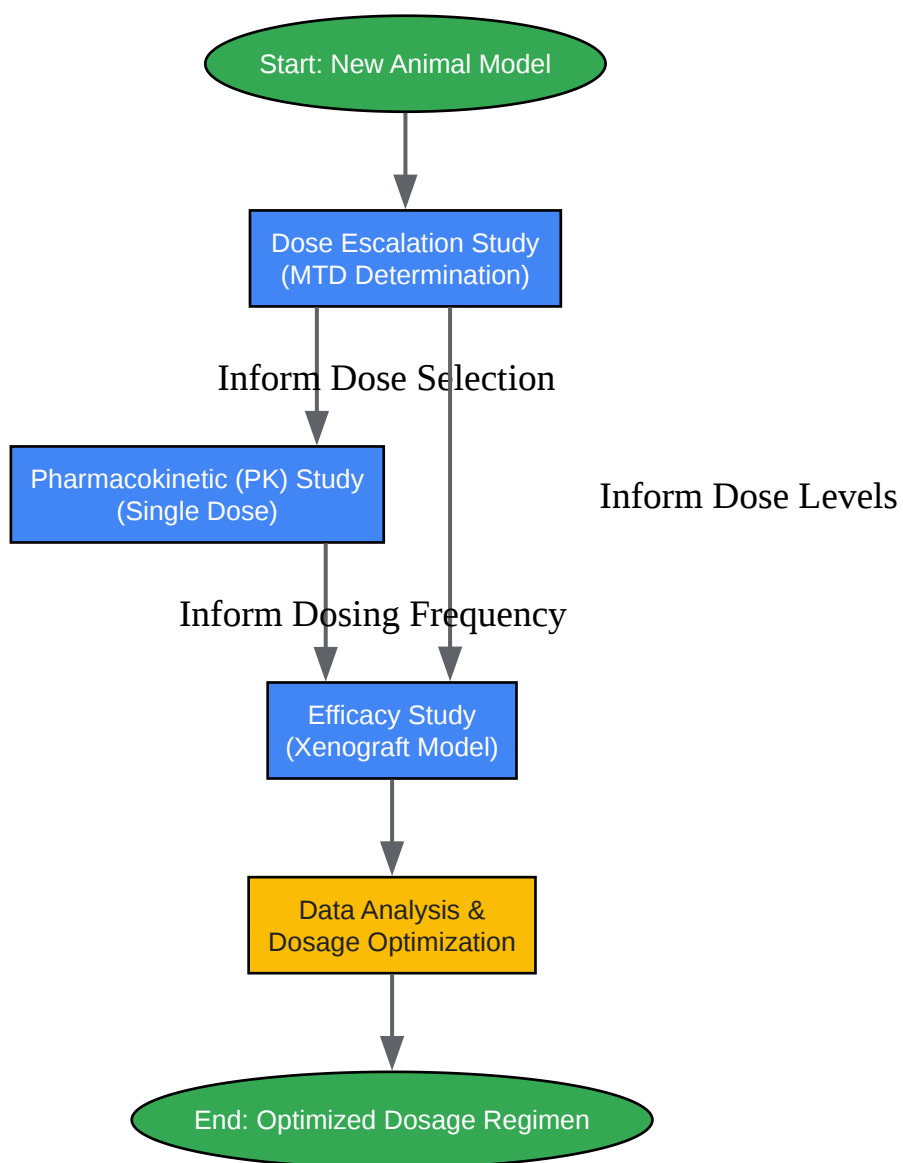 Start: New Animal Model
Dose Escalation Study
(MTD Determination)
Inform Dose Selection
Pharmacokinetic (PK) Study
(Single Dose)
Inform Dose Levels
Inform Dosing Frequency
Efficacy Study
(Xenograft Model)
Data Analysis &
Dosage Optimization
End: Optimized Dosage Regimen